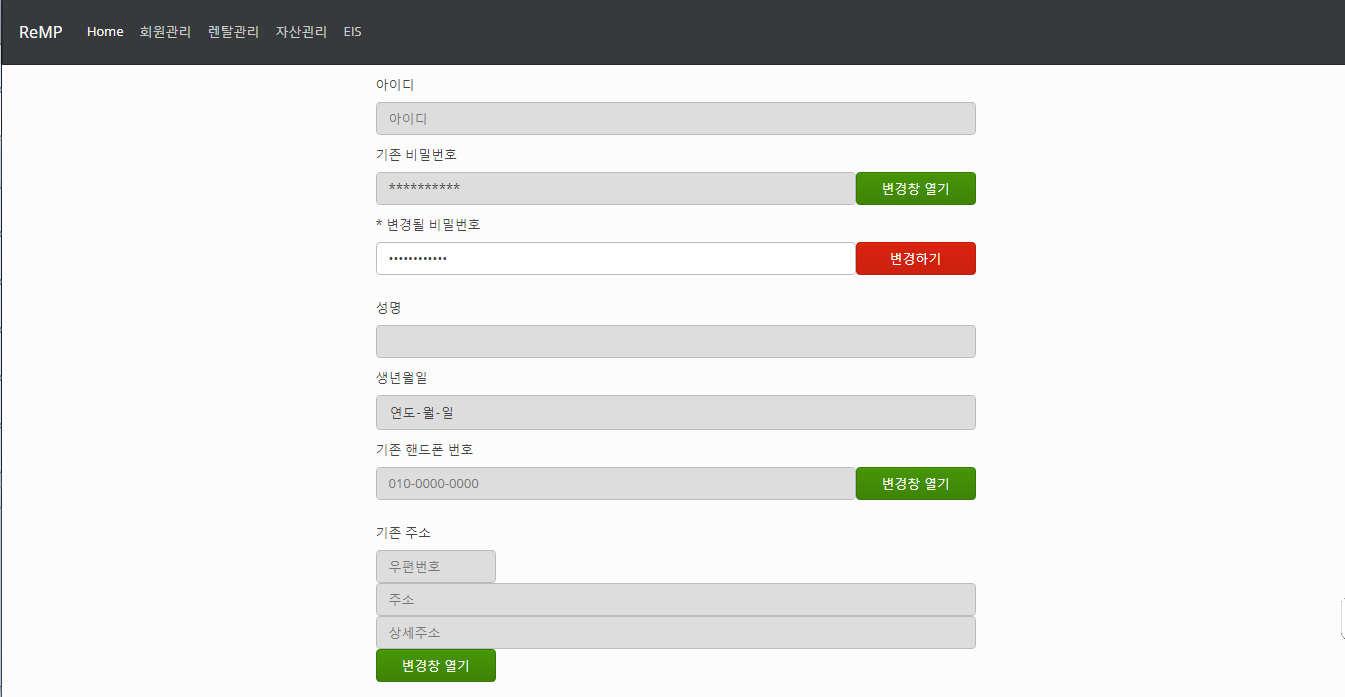 ReMP Home 회원관리 렌탈관리 자산관리 EIS
아이디
아이디
기존 비밀번호
********** 변경창 열기
* 변경될 비밀번호
•••••••••••• 변경하기
성명
생년월일
연도-월-일
기존 핸드폰 번호
010-0000-0000 변경창 열기
기존 주소
우편번호
주소
상세주소
변경창 열기